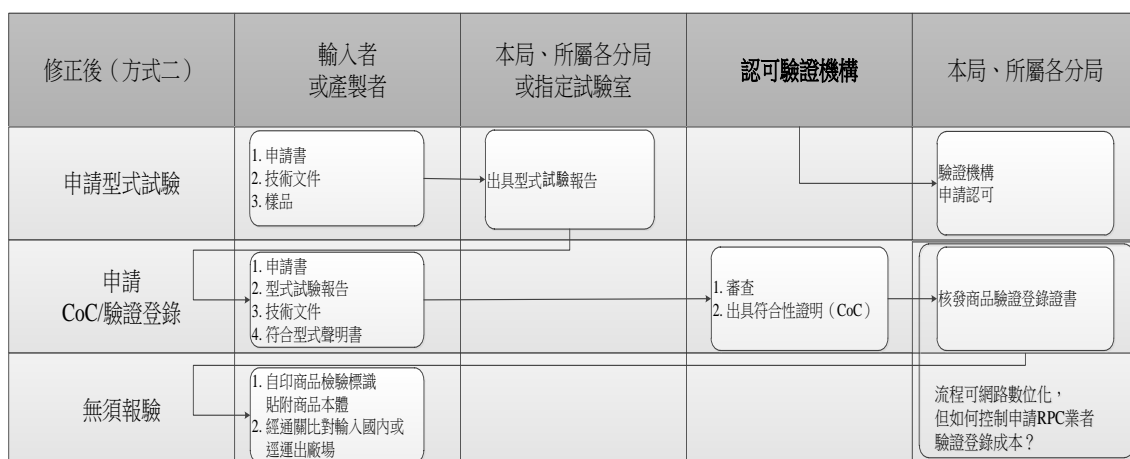 修正後（方式二）
輸入者
或產製者
本局、所屬各分局
或指定試驗室
認可驗證機構
本局、所屬各分局
申請型式試驗
1. 申請書
2. 技術文件
3. 樣品
出具型式試驗報告
驗證機構
申請認可
申請
CoC/驗證登錄
1. 申請書
2. 型式試驗報告
3. 技術文件
4. 符合型式聲明書
1. 審查
2. 出具符合性證明（CoC）
核發商品驗證登錄證書
無須報驗
1. 自印商品檢驗標識
貼附商品本體
2. 經通關比對輸入國內或
逕運出廠場
流程可網路數位化，
但如何控制申請RPC業者
驗證登錄成本？